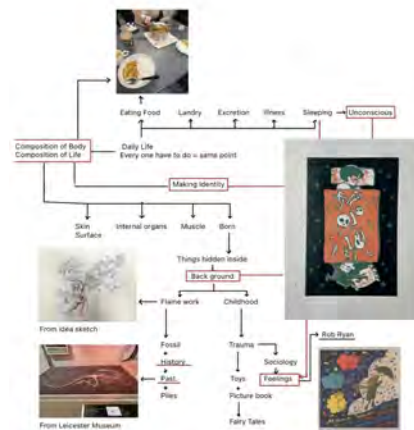 Eating Food
Landry
Excretion
Illness
Sleeping
Unconscious
Composition of Body
Composition of Life
Daily Life
Every one have to do = same point
Making Identity
Skin
Surface
Internal organs
Muscle
Born
Things hidden inside
Back ground
Flame work
Childhood
From Idea sketch
Fossil
History
Past
Piles
Trauma
Sociology
Feelings
Toys
Picture book
Fairy Tales
Rob Ryan
From Leicester Museum